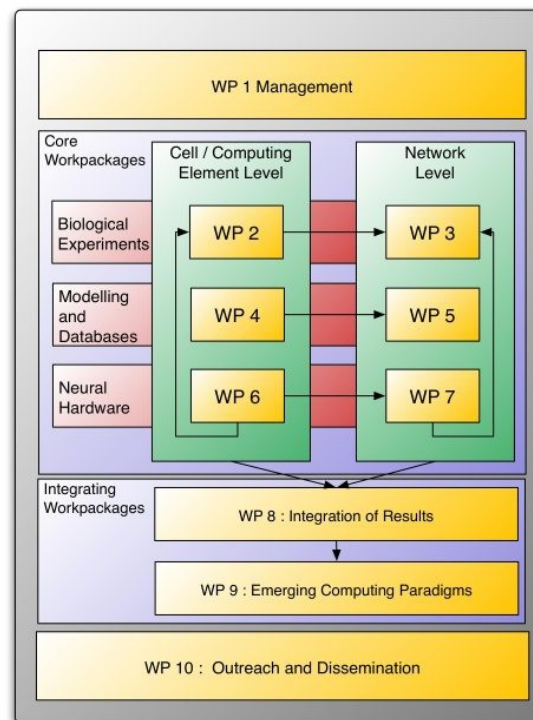 WP 1 Management
Core
Workpackages
Cell / Computing
Element Level
Network
Level
Biological
Experiments
WP 2
WP 3
Modelling
and
Databases
WP 4
WP 5
Neural
Hardware
WP 6
WP 7
Integrating
Workpackages
WP 8 : Integration of Results
WP 9 : Emerging Computing Paradigms
WP 10 : Outreach and Dissemination